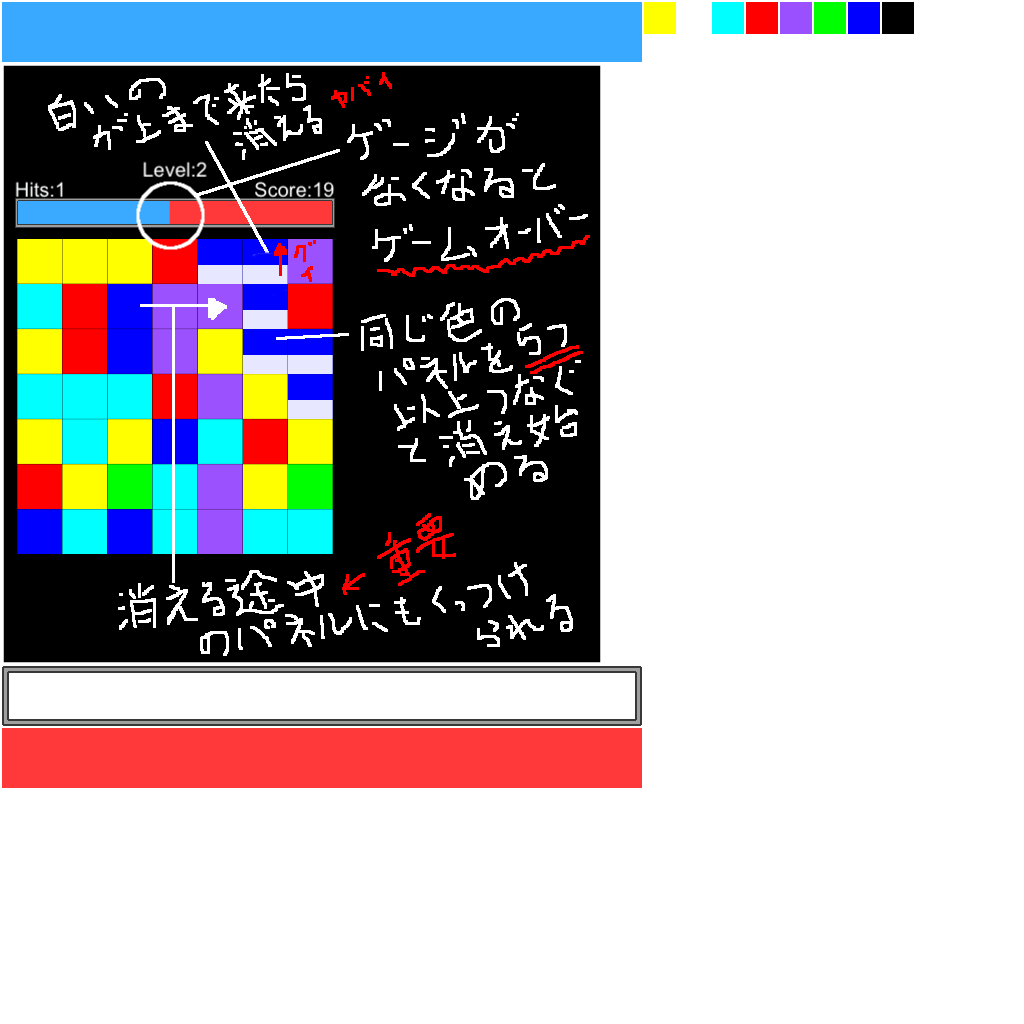 白いの
が上まで来たら
消える
ヤバイ
ゲージが
なくなると
ゲームオーバー
Level:2
Hits:1
Score:19
グイ
同じ色の
パネルを5つ
以上つなぐ
と消え始
める
重要
消える途中
のパネルにもくっつけ
られる